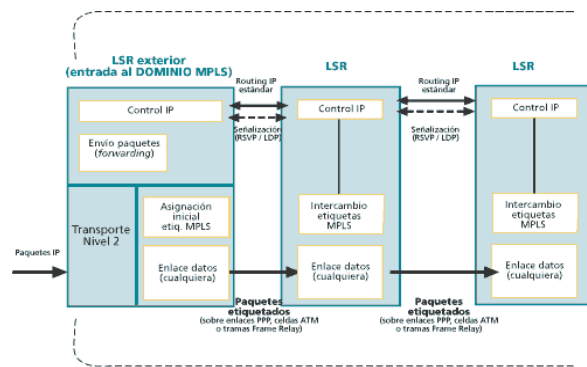 LSR exterior
(entrada al DOMINIO MPLS)
LSR
LSR
Routing IP
estándar
Routing IP
estándar
Control IP
Control IP
Control IP
Señalización
(RSVP / LDP)
Señalización
(RSVP / LDP)
Envío paquetes
(forwarding)
Transporte
Nivel 2
Asignación
inicial
etiq. MPLS
Intercambio
etiquetas
MPLS
Intercambio
etiquetas
MPLS
Paquetes IP
Enlace datos
(cualquiera)
Enlace datos
(cualquiera)
Enlace datos
(cualquiera)
Paquetes
etiquetados
(sobre enlaces PPP, celdas ATM
o tramas Frame Relay)
Paquetes
etiquetados
(sobre enlaces PPP, celdas ATM
o tramas Frame Relay)